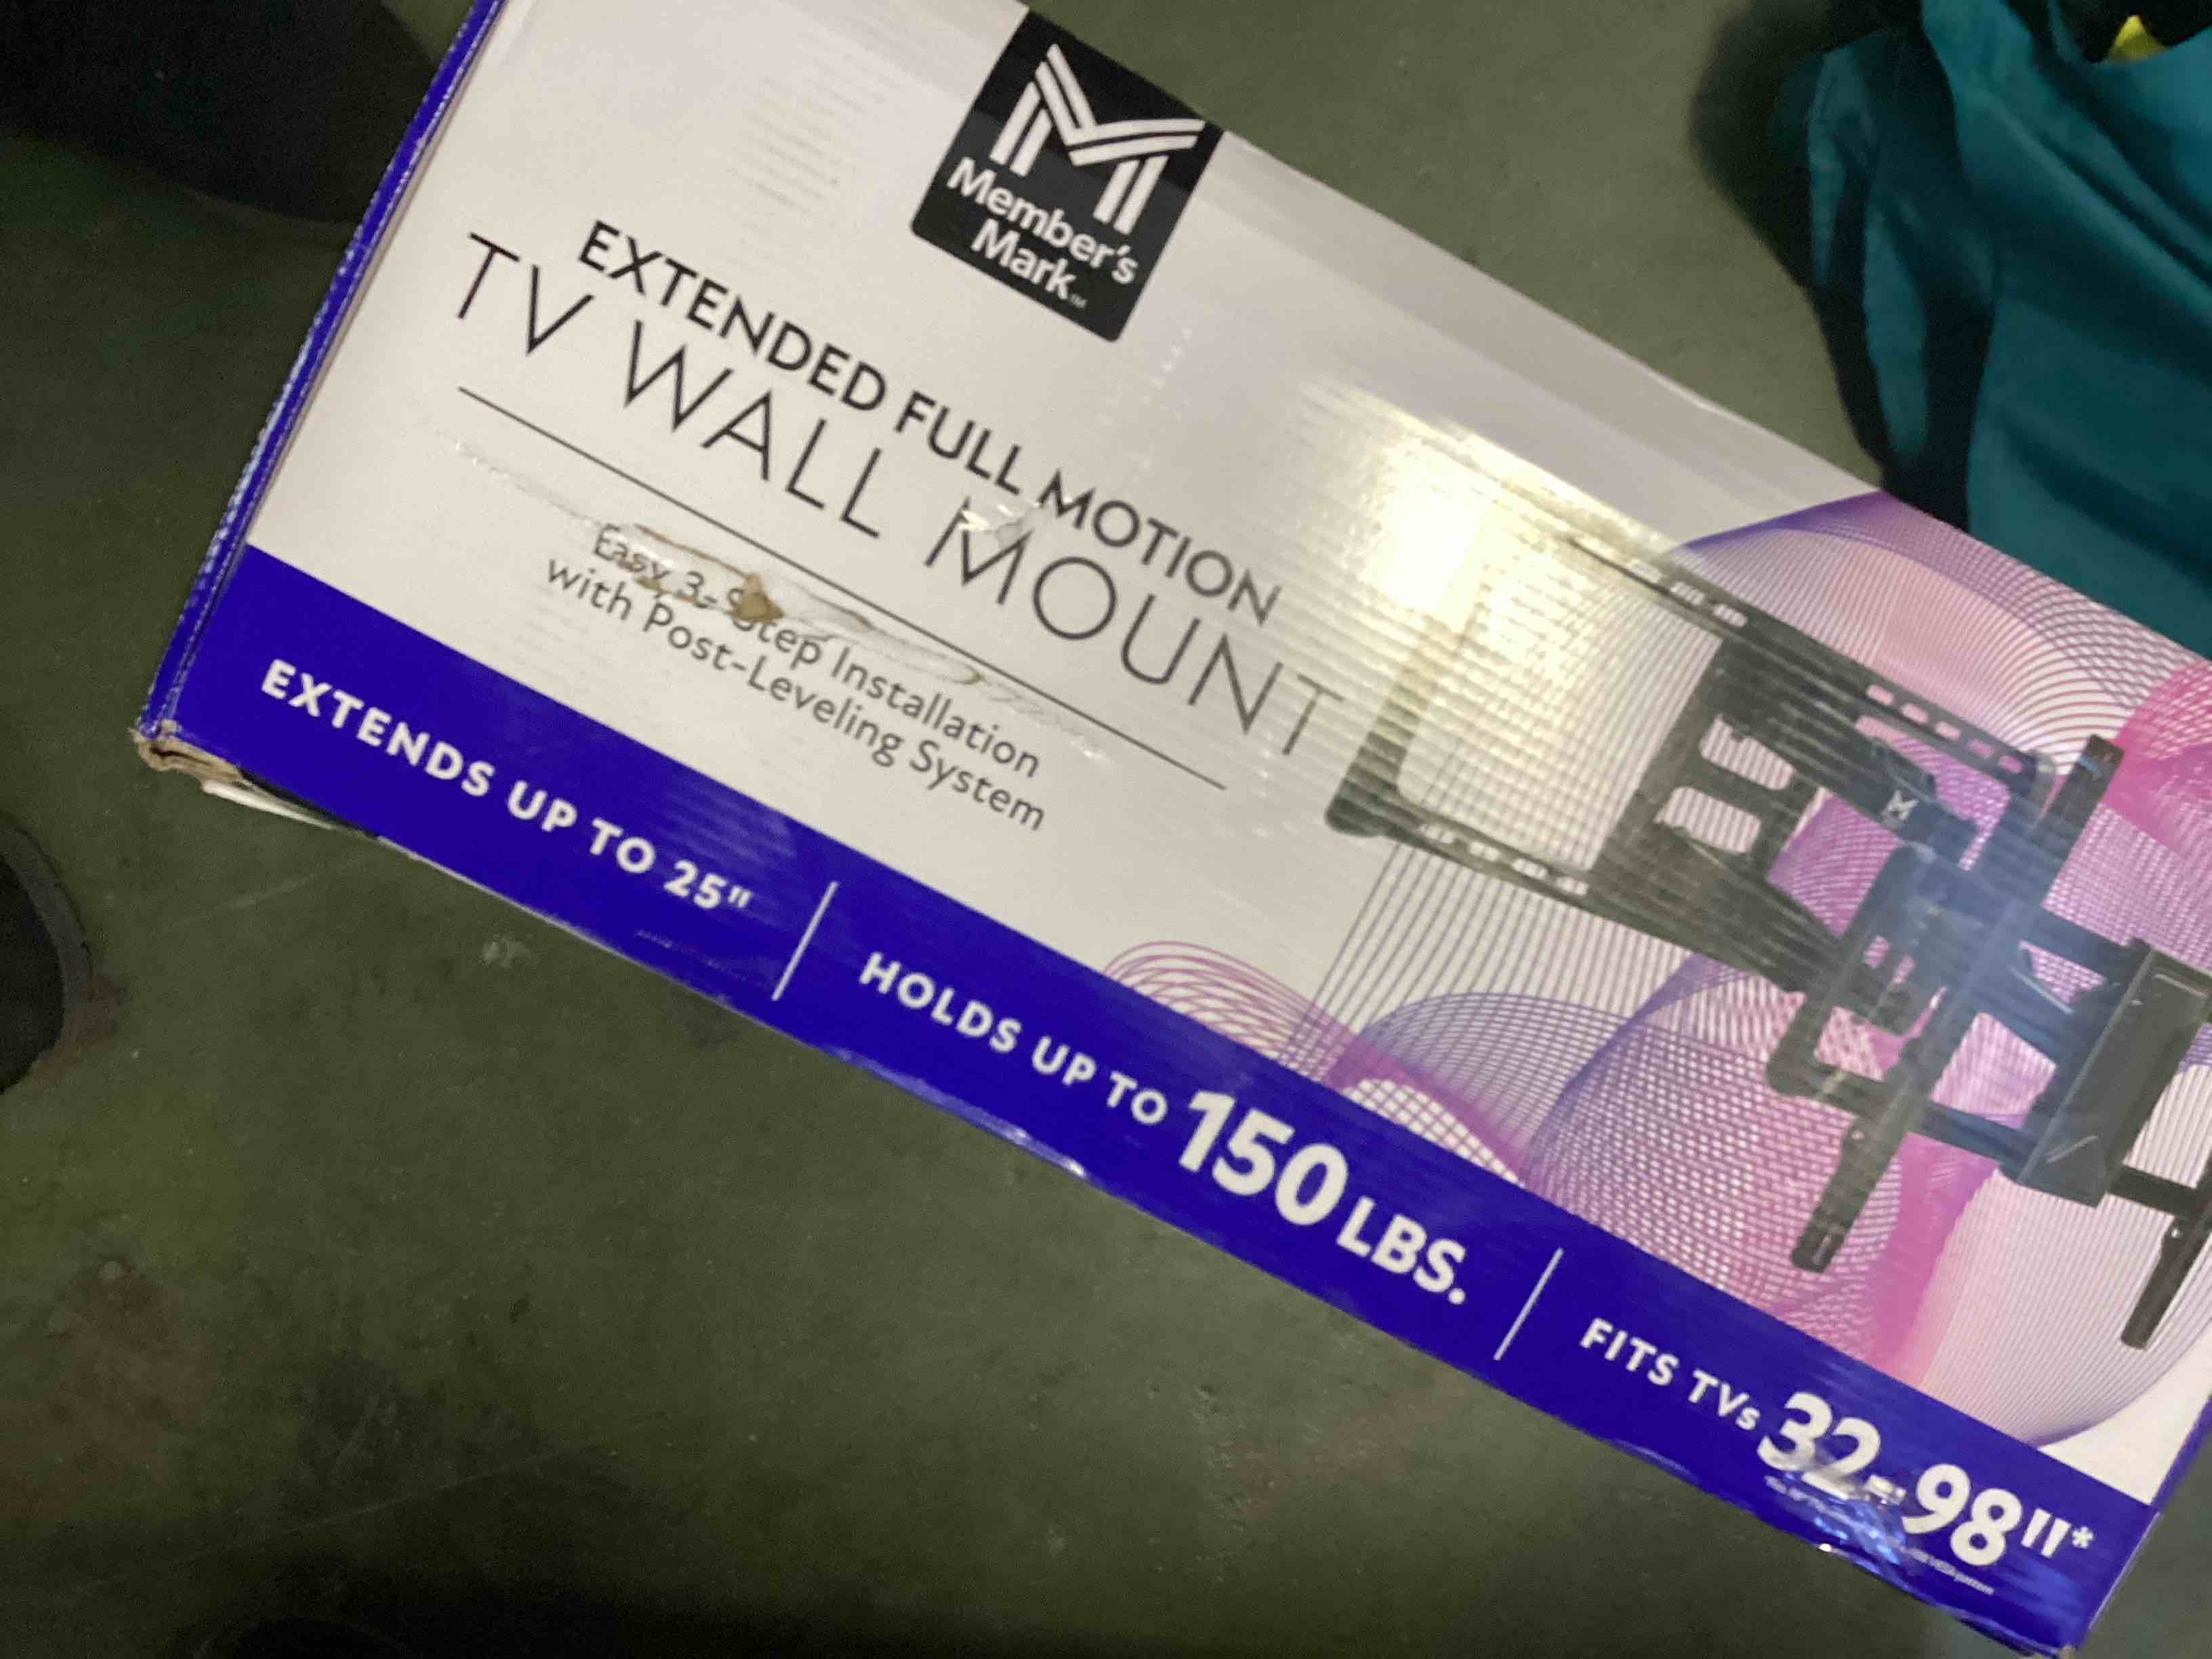 Member's
Mark™
EXTENDED FULL MOTION
TV WALL MOUNT
Easy 3-Step Installation
with Post-Leveling System
EXTENDS UP TO 25"
HOLDS UP TO 150 LBS.
FITS TVs 32-98"*